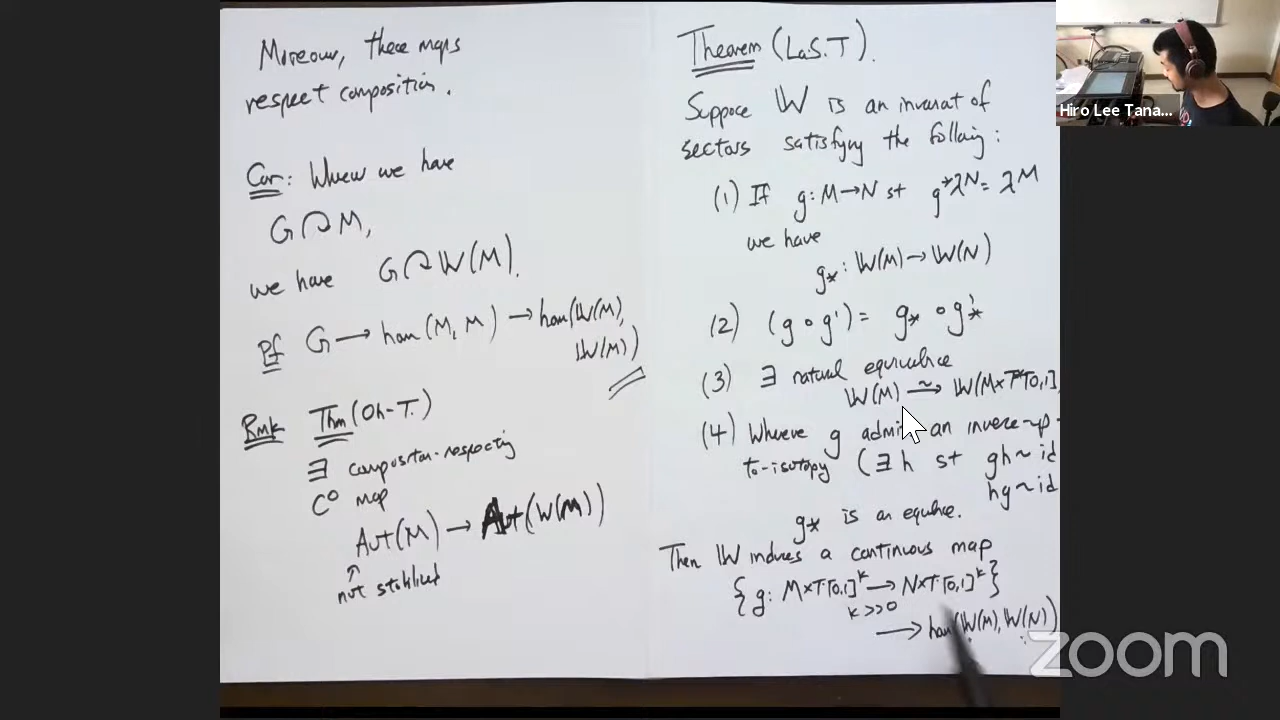 Moreover, these maps
respect composition.
Cor: Whenever we have
G ↷ M,
we have G ↷ W(M).
Pf G → hom(M, M) → hom(W(M),
W(M))
Rmk Thm (Oh-T.)
∃ composition-respecting
C⁰ map
Aut(M) → Aut(W(M))
↑
not stabilized
Theorem (LaS.T).
Suppose W is an invariant of
sectors satisfying the following:
(1) If g: M→N st g*λᴺ = λᴹ
we have
g⁎: W(M) → W(N)
(2) (g∘g') = g⁎ ∘ g'⁎
(3) ∃ natural equivalence
W(M) ⥲ W(M×T*[0,1]
(4) Whenever g admits an inverse-up-
to-isotopy (∃ h st gh ~ id
hg ~ id
g⁎ is an equivalence.
Then W induces a continuous map
{g: M×T*[0,1]ᵏ → N×T*[0,1]ᵏ}
k>>0
→ hom(W(M), W(N))
Hiro Lee Tana...
zoom